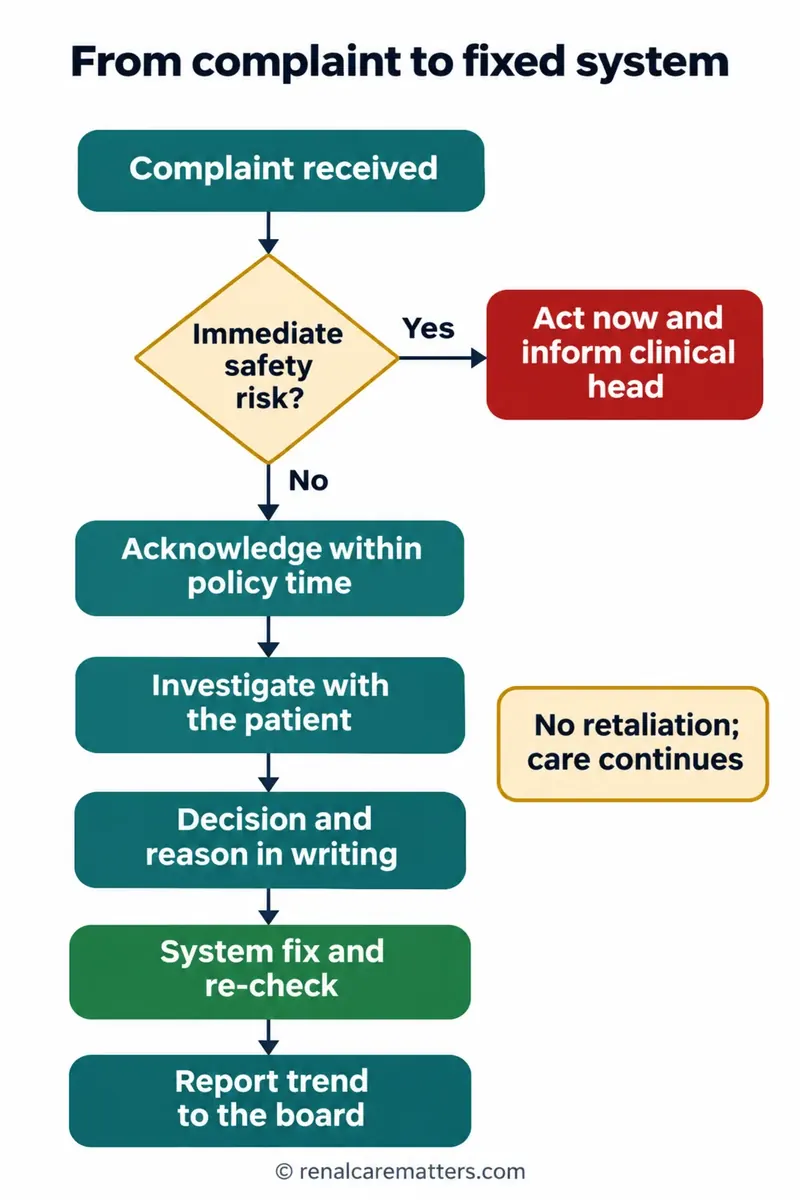 From complaint to fixed system
Complaint received
Immediate
safety
risk?
Yes
Act now and
inform clinical
head
No
Acknowledge within
policy time
Investigate with
the patient
No retaliation;
care continues
Decision and
reason in writing
System fix and
re-check
Report trend
to the board
© renalcarematters.com